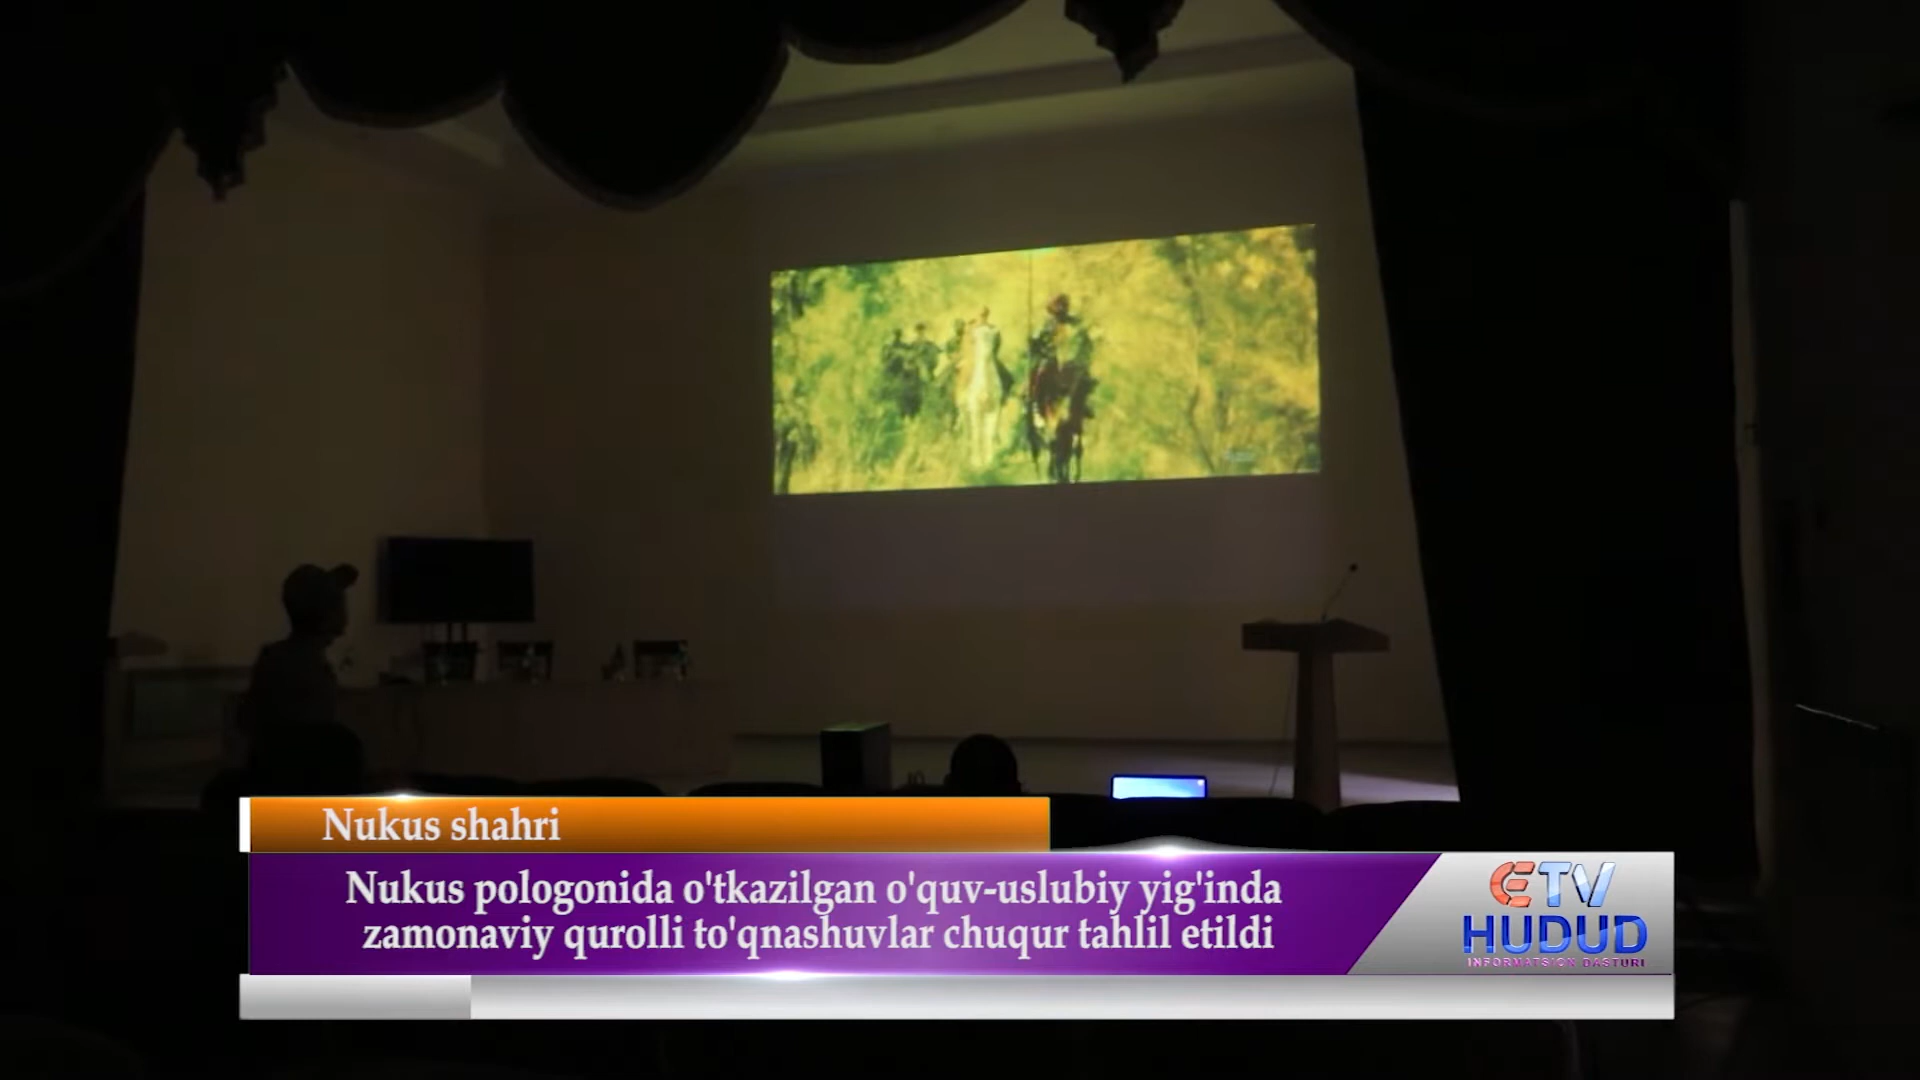 Nukus shahri
Nukus pologonida o'tkazilgan o'quv-uslubiy yig'inda
zamonaviy qurolli to'qnashuvlar chuqur tahlil etildi
ETV
HUDUD
INFORMATSION DASTURI